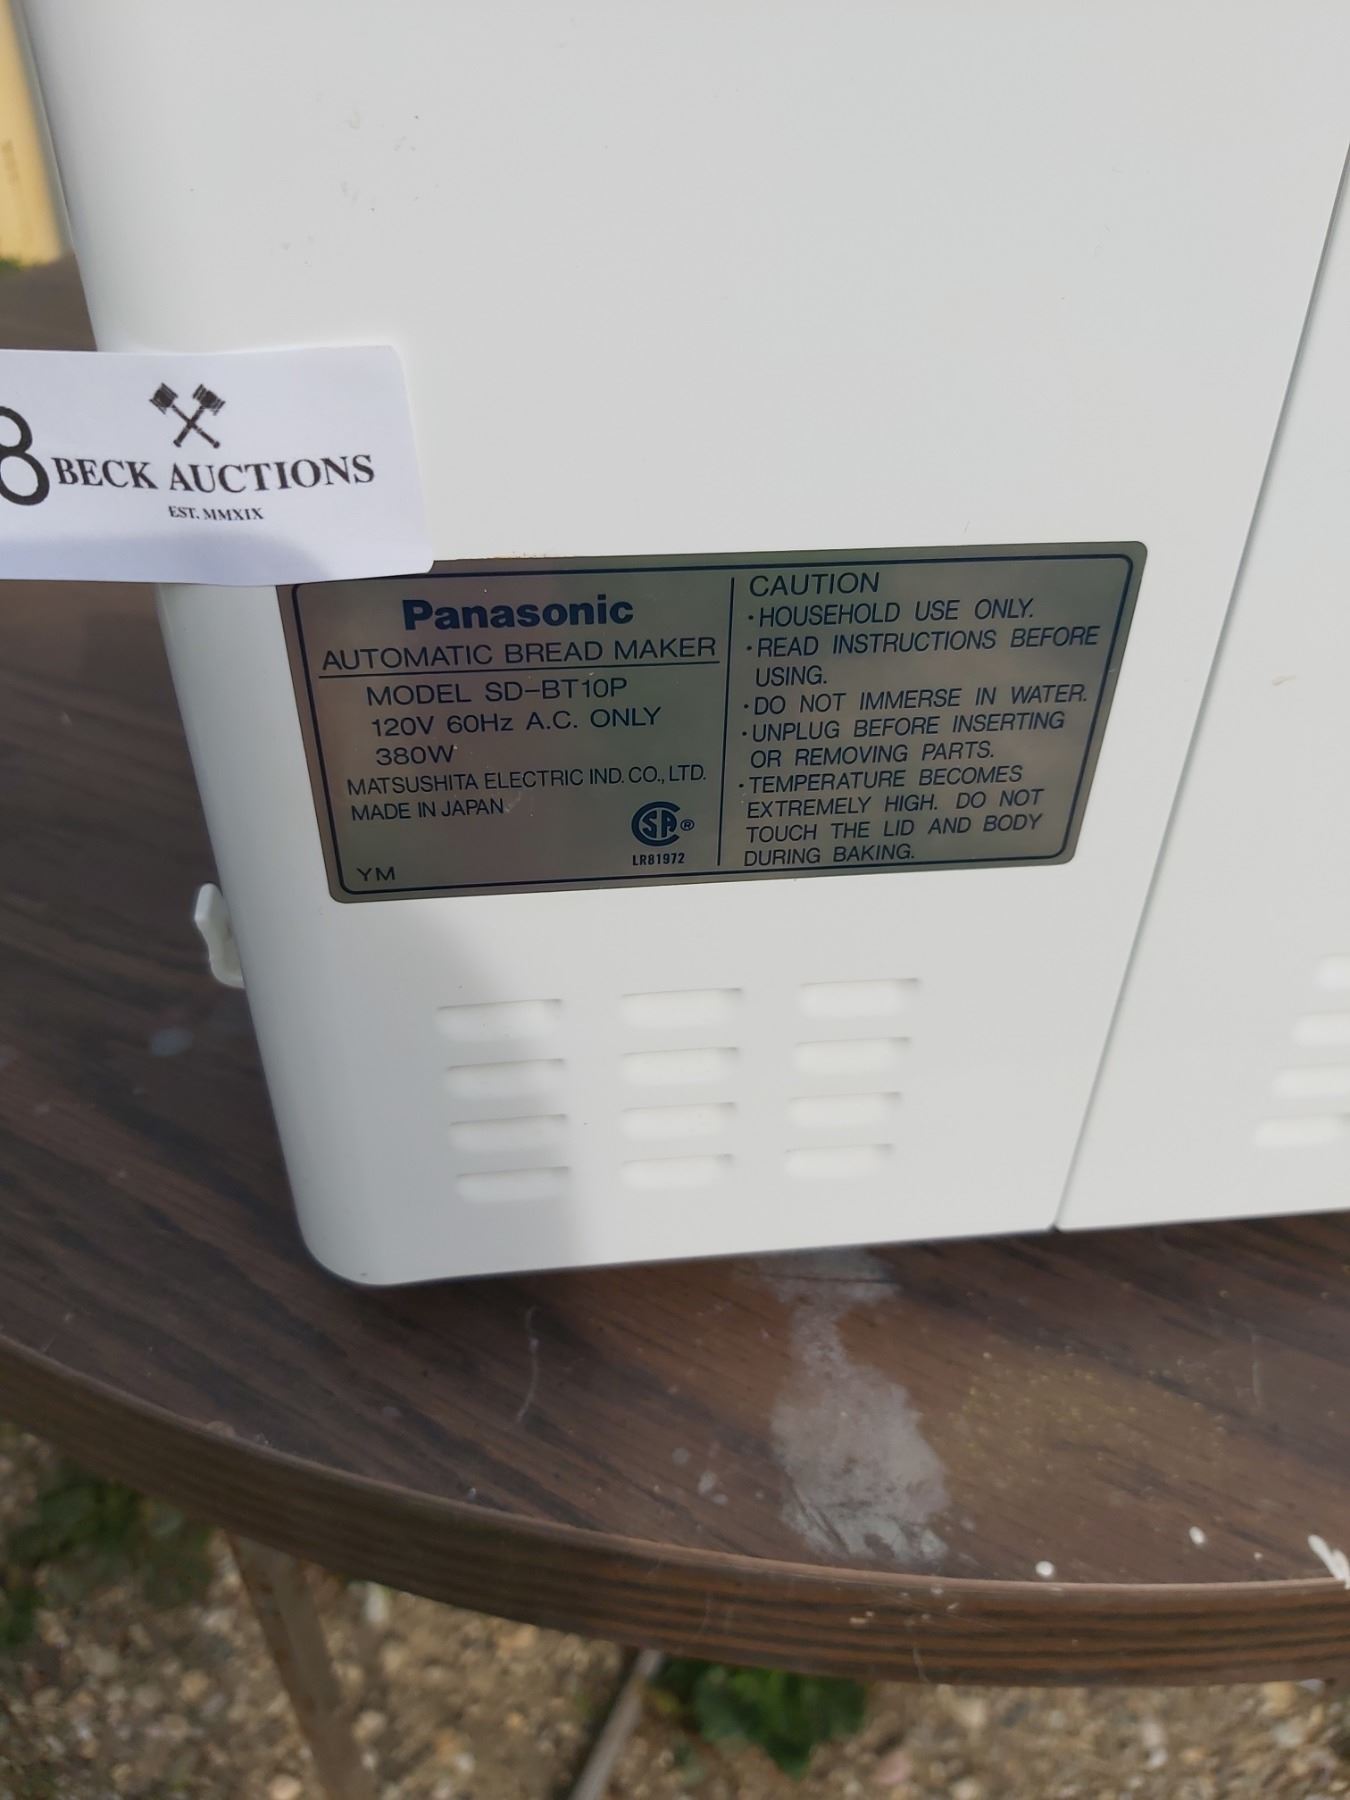 8
BECK AUCTIONS
EST. MMXIX
Panasonic
AUTOMATIC BREAD MAKER
MODEL SD-BT10P
120V 60Hz A.C. ONLY
380W
MATSUSHITA ELECTRIC IND. CO., LTD.
MADE IN JAPAN
SP®
LR81972
YM
CAUTION
·HOUSEHOLD USE ONLY.
·READ INSTRUCTIONS BEFORE
USING.
·DO NOT IMMERSE IN WATER.
·UNPLUG BEFORE INSERTING
OR REMOVING PARTS.
·TEMPERATURE BECOMES
EXTREMELY HIGH. DO NOT
TOUCH THE LID AND BODY
DURING BAKING.